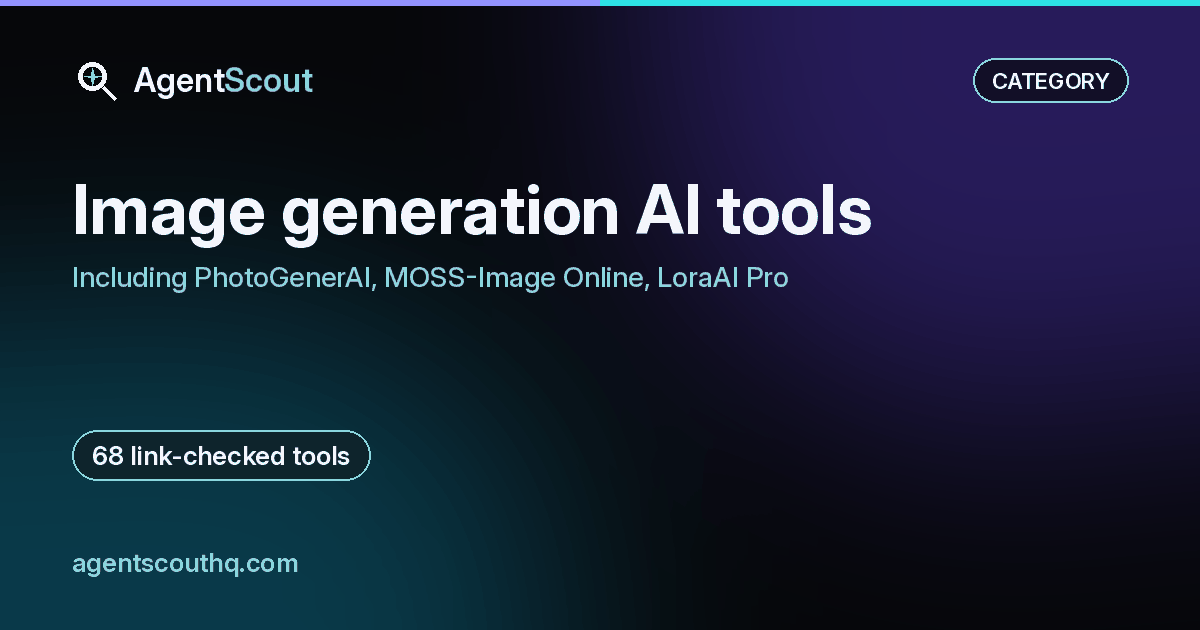 AgentScout
CATEGORY
Image generation AI tools
Including PhotoGenerAI, MOSS-Image Online, LoraAI Pro
68 link-checked tools
agentscouthq.com